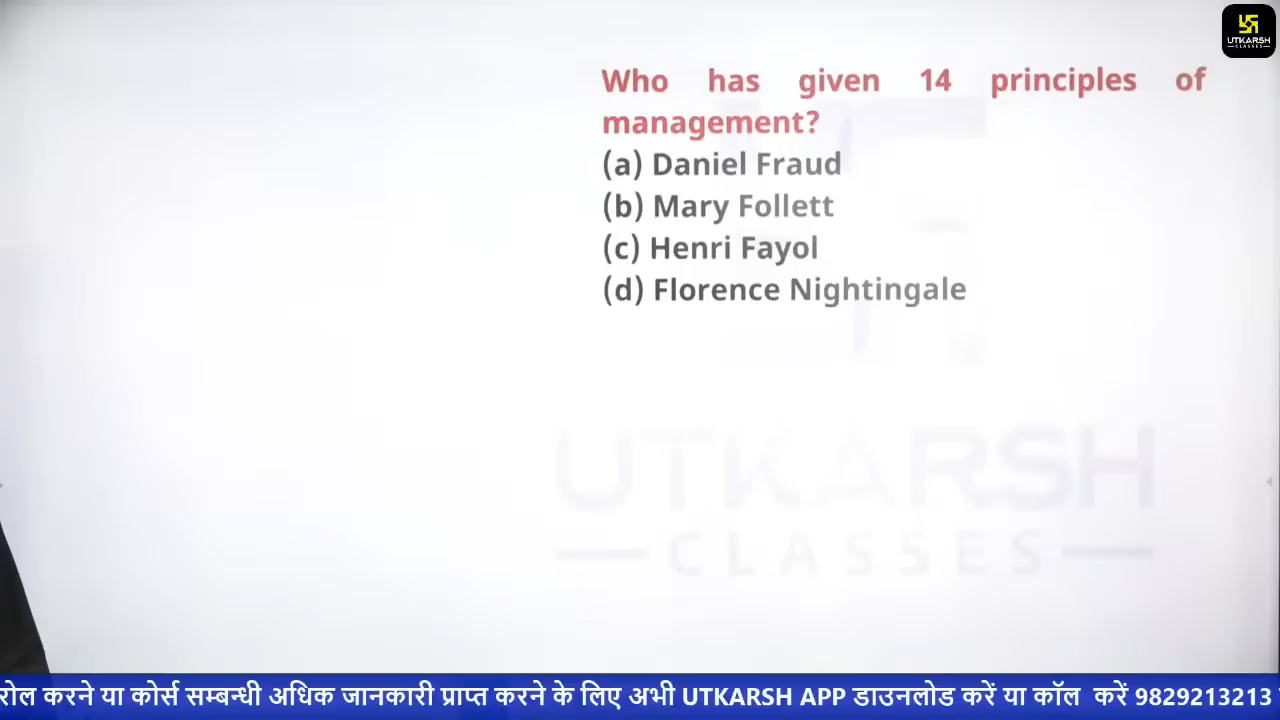 UTKARSH
CLASSES
Who has given 14 principles of
management?
(a) Daniel Fraud
(b) Mary Follett
(c) Henri Fayol
(d) Florence Nightingale
UTKARSH
CLASSES
रोल करने या कोर्स सम्बन्धी अधिक जानकारी प्राप्त करने के लिए अभी UTKARSH APP डाउनलोड करें या कॉल करें 9829213213